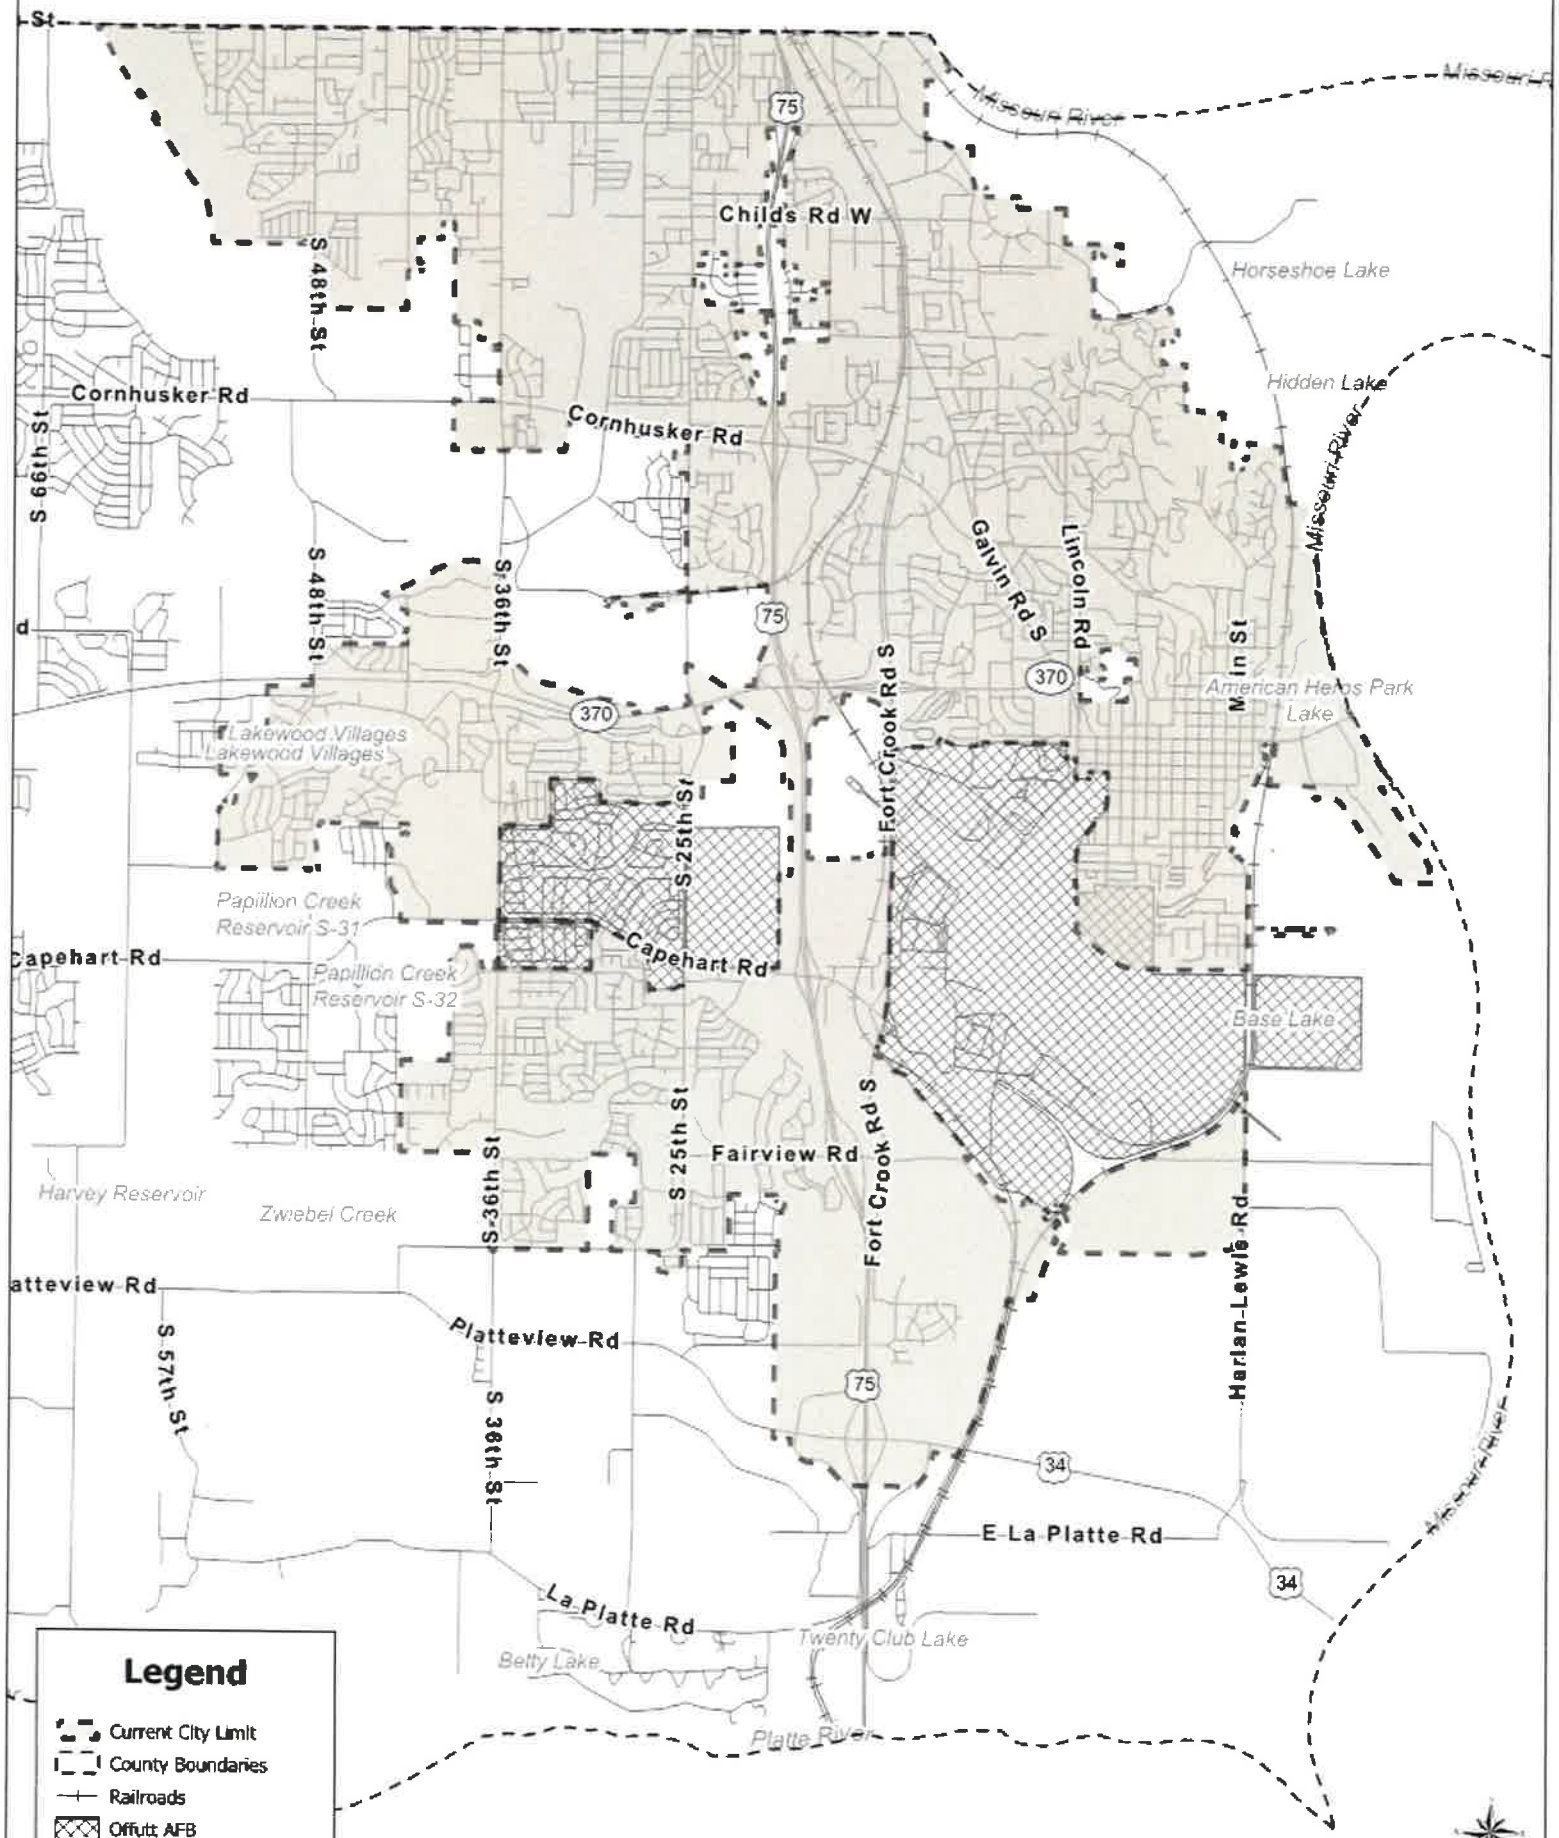 St
Missouri R
75
Missouri River
Childs Rd W
S 48th St
Horseshoe Lake
Hidden Lake
Cornhusker Rd
Cornhusker Rd
S 66th St
Missouri River
Galvin Rd S
Lincoln Rd
S 48th St
S 36th St
75
d
Main St
Fort Crook Rd S
370
American Heros Park
Lake
370
Lakewood Villages
Lakewood Villages
S 25th St
Papillion Creek
Reservoir S-31
Capehart Rd
Capehart Rd
Papillion Creek
Reservoir S-32
Base Lake
S 25th St
Fort Crook Rd S
Fairview Rd
S 36th St
Harvey Reservoir
Zwiebel Creek
Harlan Lewis Rd
atteview Rd
Platteview Rd
S 57th St
75
S 36th St
34
Missouri River
E La Platte Rd
34
La Platte Rd
Twenty Club Lake
Betty Lake
Platte River
Legend
Current City Limit
County Boundaries
Railroads
Offutt AFB